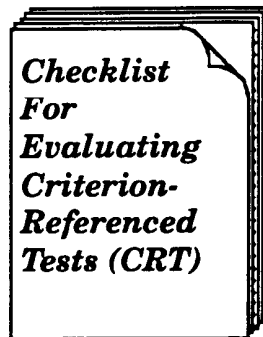 Checklist
For
Evaluating
Criterion-
Referenced
Tests (CRT)